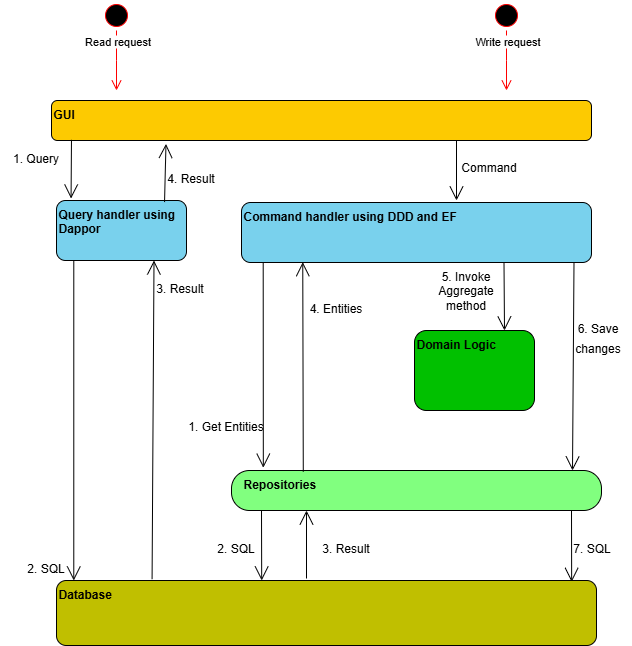 Read request
Write request
GUI
1. Query
4. Result
Command
Query handler using
Dappor
Command handler using DDD and EF
3. Result
4. Entities
5. Invoke
Aggregate
method
6. Save
changes
Domain Logic
1. Get Entities
Repositories
2. SQL
2. SQL
3. Result
7. SQL
Database